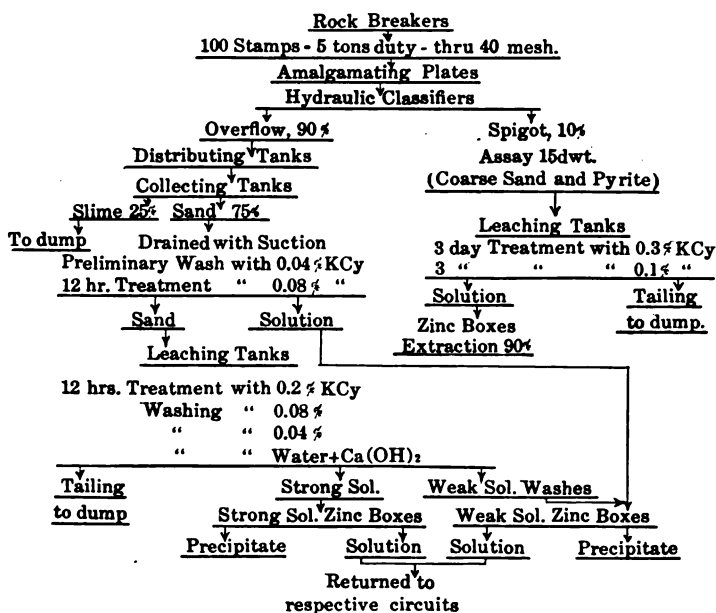 Rock Breakers
100 Stamps - 5 tons duty - thru 40 mesh.
Amalgamating Plates
Hydraulic Classifiers
Overflow, 90%
Spigot, 10%
Distributing Tanks
Assay 15dwt.
(Coarse Sand and Pyrite)
Collecting Tanks
Slime 25% Sand 75%
Leaching Tanks
To dump
Drained with Suction
3 day Treatment with 0.3% KCy
Preliminary Wash with 0.04% KCy
3 “ “ “ 0.1% “
12 hr. Treatment “ 0.08% “
Solution
Tailing
Sand
Solution
Zinc Boxes
to dump.
Leaching Tanks
Extraction 90%
12 hrs. Treatment with 0.2% KCy
Washing “ 0.08%
“ “ 0.04%
“ “ Water+Ca(OH)₂
Tailing
Strong Sol.
Weak Sol. Washes
to dump
Strong Sol. Zinc Boxes
Weak Sol. Zinc Boxes
Precipitate
Solution
Solution
Precipitate
Returned to
respective circuits